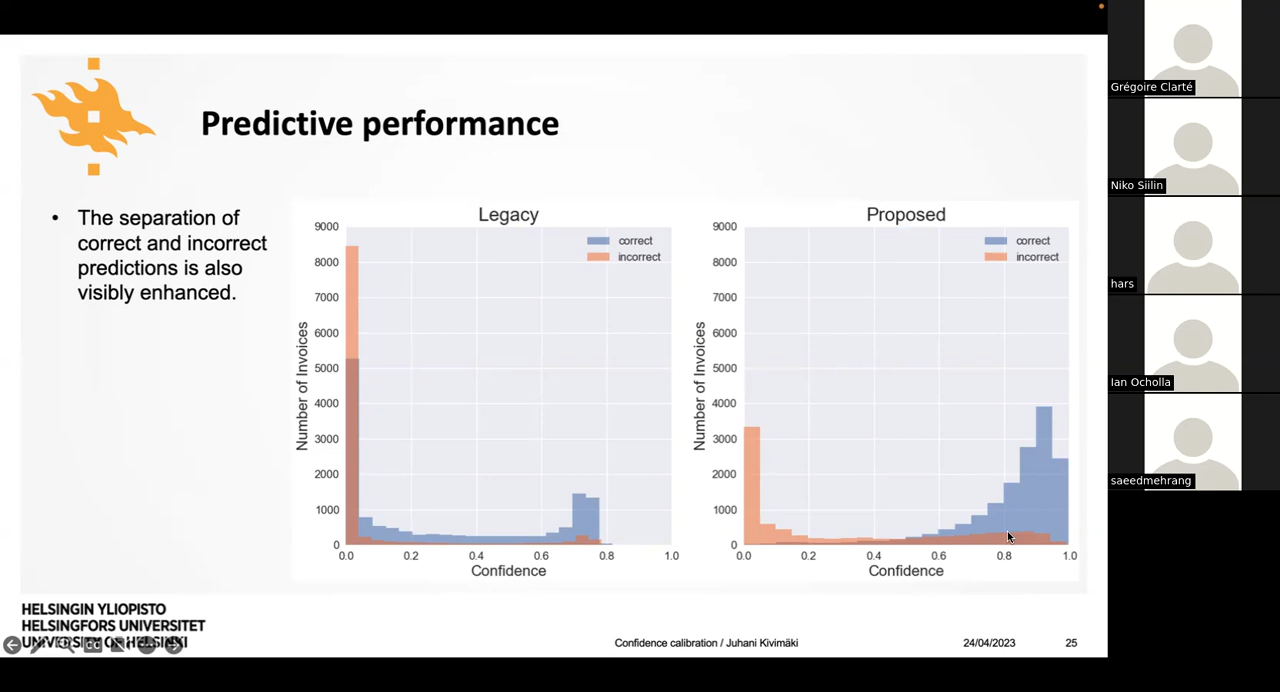 Predictive performance
• The separation of
correct and incorrect
predictions is also
visibly enhanced.
Legacy
9000
8000
7000
6000
5000
4000
3000
2000
1000
0
Number of Invoices
correct
incorrect
0.0 0.2 0.4 0.6 0.8 1.0
Confidence
Proposed
9000
8000
7000
6000
5000
4000
3000
2000
1000
0
Number of Invoices
correct
incorrect
0.0 0.2 0.4 0.6 0.8 1.0
Confidence
HELSINGIN YLIOPISTO
HELSINGFORS UNIVERSITET
UNIVERSITY OF HELSINKI
Confidence calibration / Juhani Kivimäki
24/04/2023
25
Grégoire Clarté
Niko Siilin
hars
Ian Ocholla
saeedmehrang